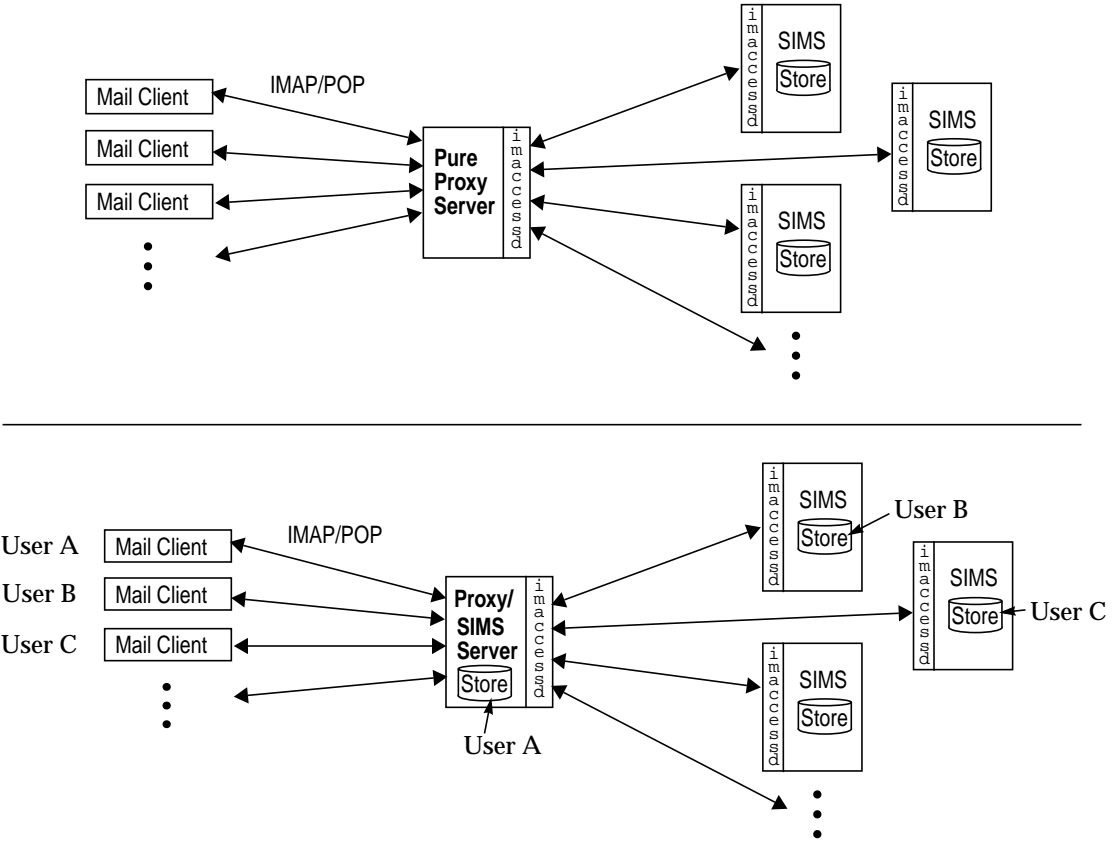 IMAP/POP
Mail Client
Mail Client
Mail Client
Pure
Proxy
Server
imaccessd
imaccessd
SIMS
Store
imaccessd
SIMS
Store
imaccessd
SIMS
Store
IMAP/POP
User A
Mail Client
User B
Mail Client
User C
Mail Client
Proxy/
SIMS
Server
Store
imaccessd
User A
imaccessd
SIMS
Store
User B
imaccessd
SIMS
Store
User C
imaccessd
SIMS
Store